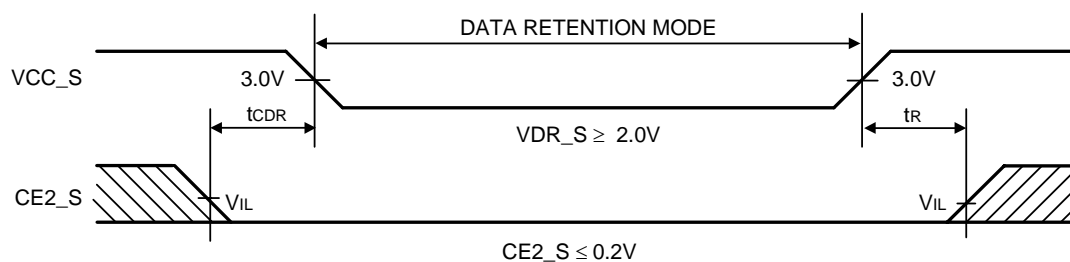 DATA RETENTION MODE
VCC_S
3.0V
3.0V
tCDR
tR
VDR_S ≥ 2.0V
CE2_S
VIL
VIL
CE2_S ≤ 0.2V